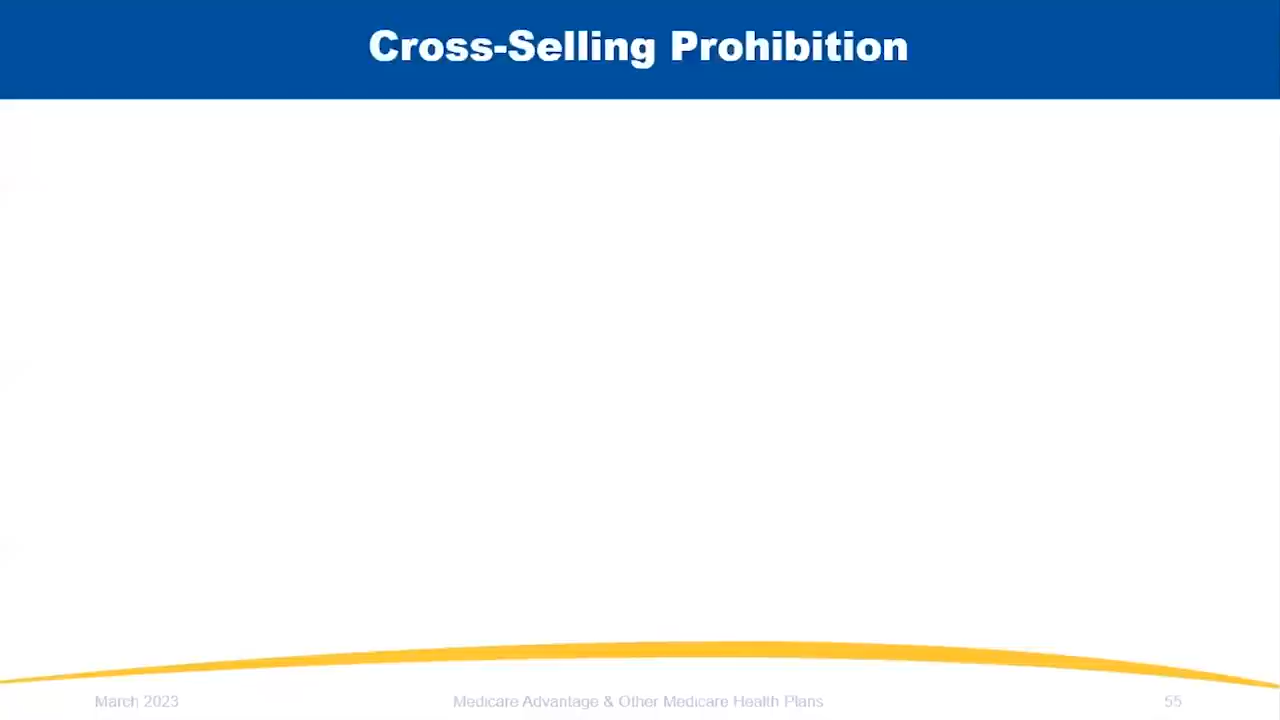 Cross-Selling Prohibition
March 2023
Medicare Advantage & Other Medicare Health Plans
55